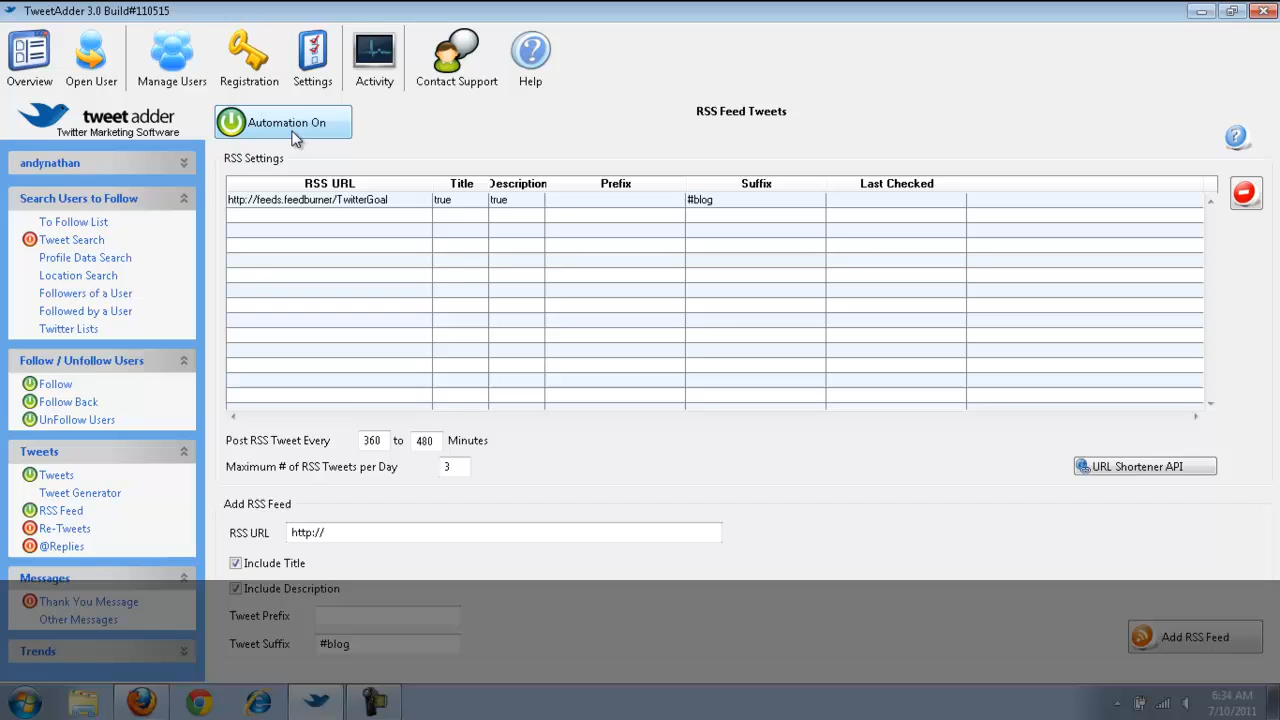 TweetAdder 3.0 Build#110515
Overview
Open User
Manage Users
Registration
Settings
Activity
Contact Support
Help
tweet adder
Twitter Marketing Software
Automation On
RSS Feed Tweets
andynathan
Search Users to Follow
To Follow List
Tweet Search
Profile Data Search
Location Search
Followers of a User
Followed by a User
Twitter Lists
Follow / Unfollow Users
Follow
Follow Back
UnFollow Users
Tweets
Tweets
Tweet Generator
RSS Feed
Re-Tweets
@Replies
Messages
Thank You Message
Other Messages
Trends
RSS Settings
RSS URL Title Description Prefix Suffix Last Checked
http://feeds.feedburner/TwitterGoal true true #blog
Post RSS Tweet Every 360 to 480 Minutes
Maximum # of RSS Tweets per Day 3
URL Shortener API
Add RSS Feed
RSS URL http://
Include Title
Include Description
Tweet Prefix
Tweet Suffix #blog
Add RSS Feed
6:34 AM
7/10/2011